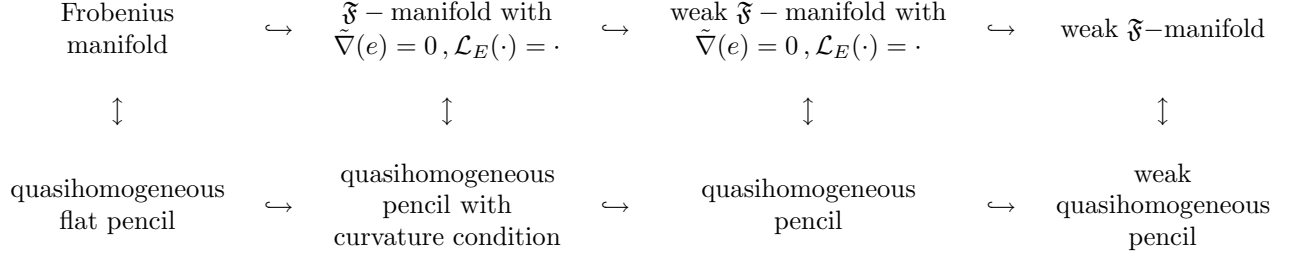 Frobenius
manifold
↪
𝔉 – manifold with
∇̃(e) = 0 , ℒ_E(·) = ·
↪
weak 𝔉 – manifold with
∇̃(e) = 0 , ℒ_E(·) = ·
↪
weak 𝔉–manifold
↕ ↕ ↕ ↕
quasihomogeneous
flat pencil
↪
quasihomogeneous
pencil with
curvature condition
↪
quasihomogeneous
pencil
↪
weak
quasihomogeneous
pencil